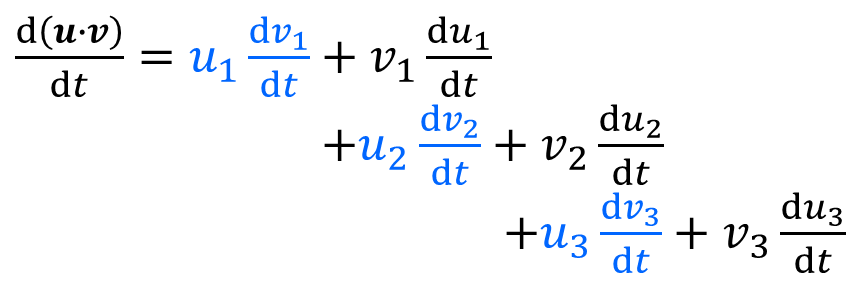 d(u·v)/dt = u₁ dv₁/dt + v₁ du₁/dt
+u₂ dv₂/dt + v₂ du₂/dt
+u₃ dv₃/dt + v₃ du₃/dt